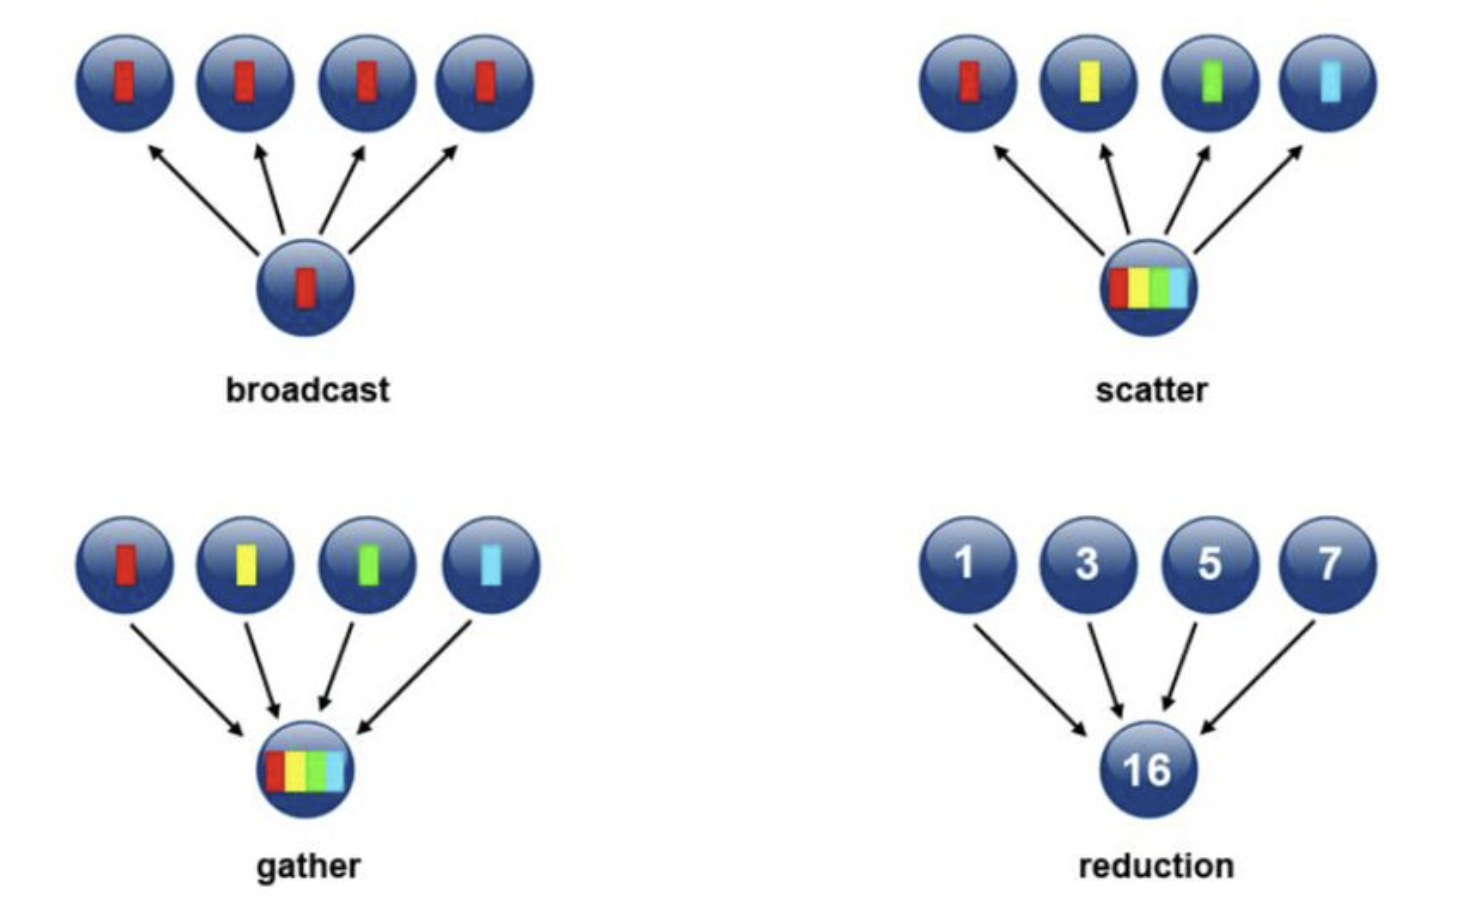 broadcast
scatter
1 3 5 7
16
gather
reduction